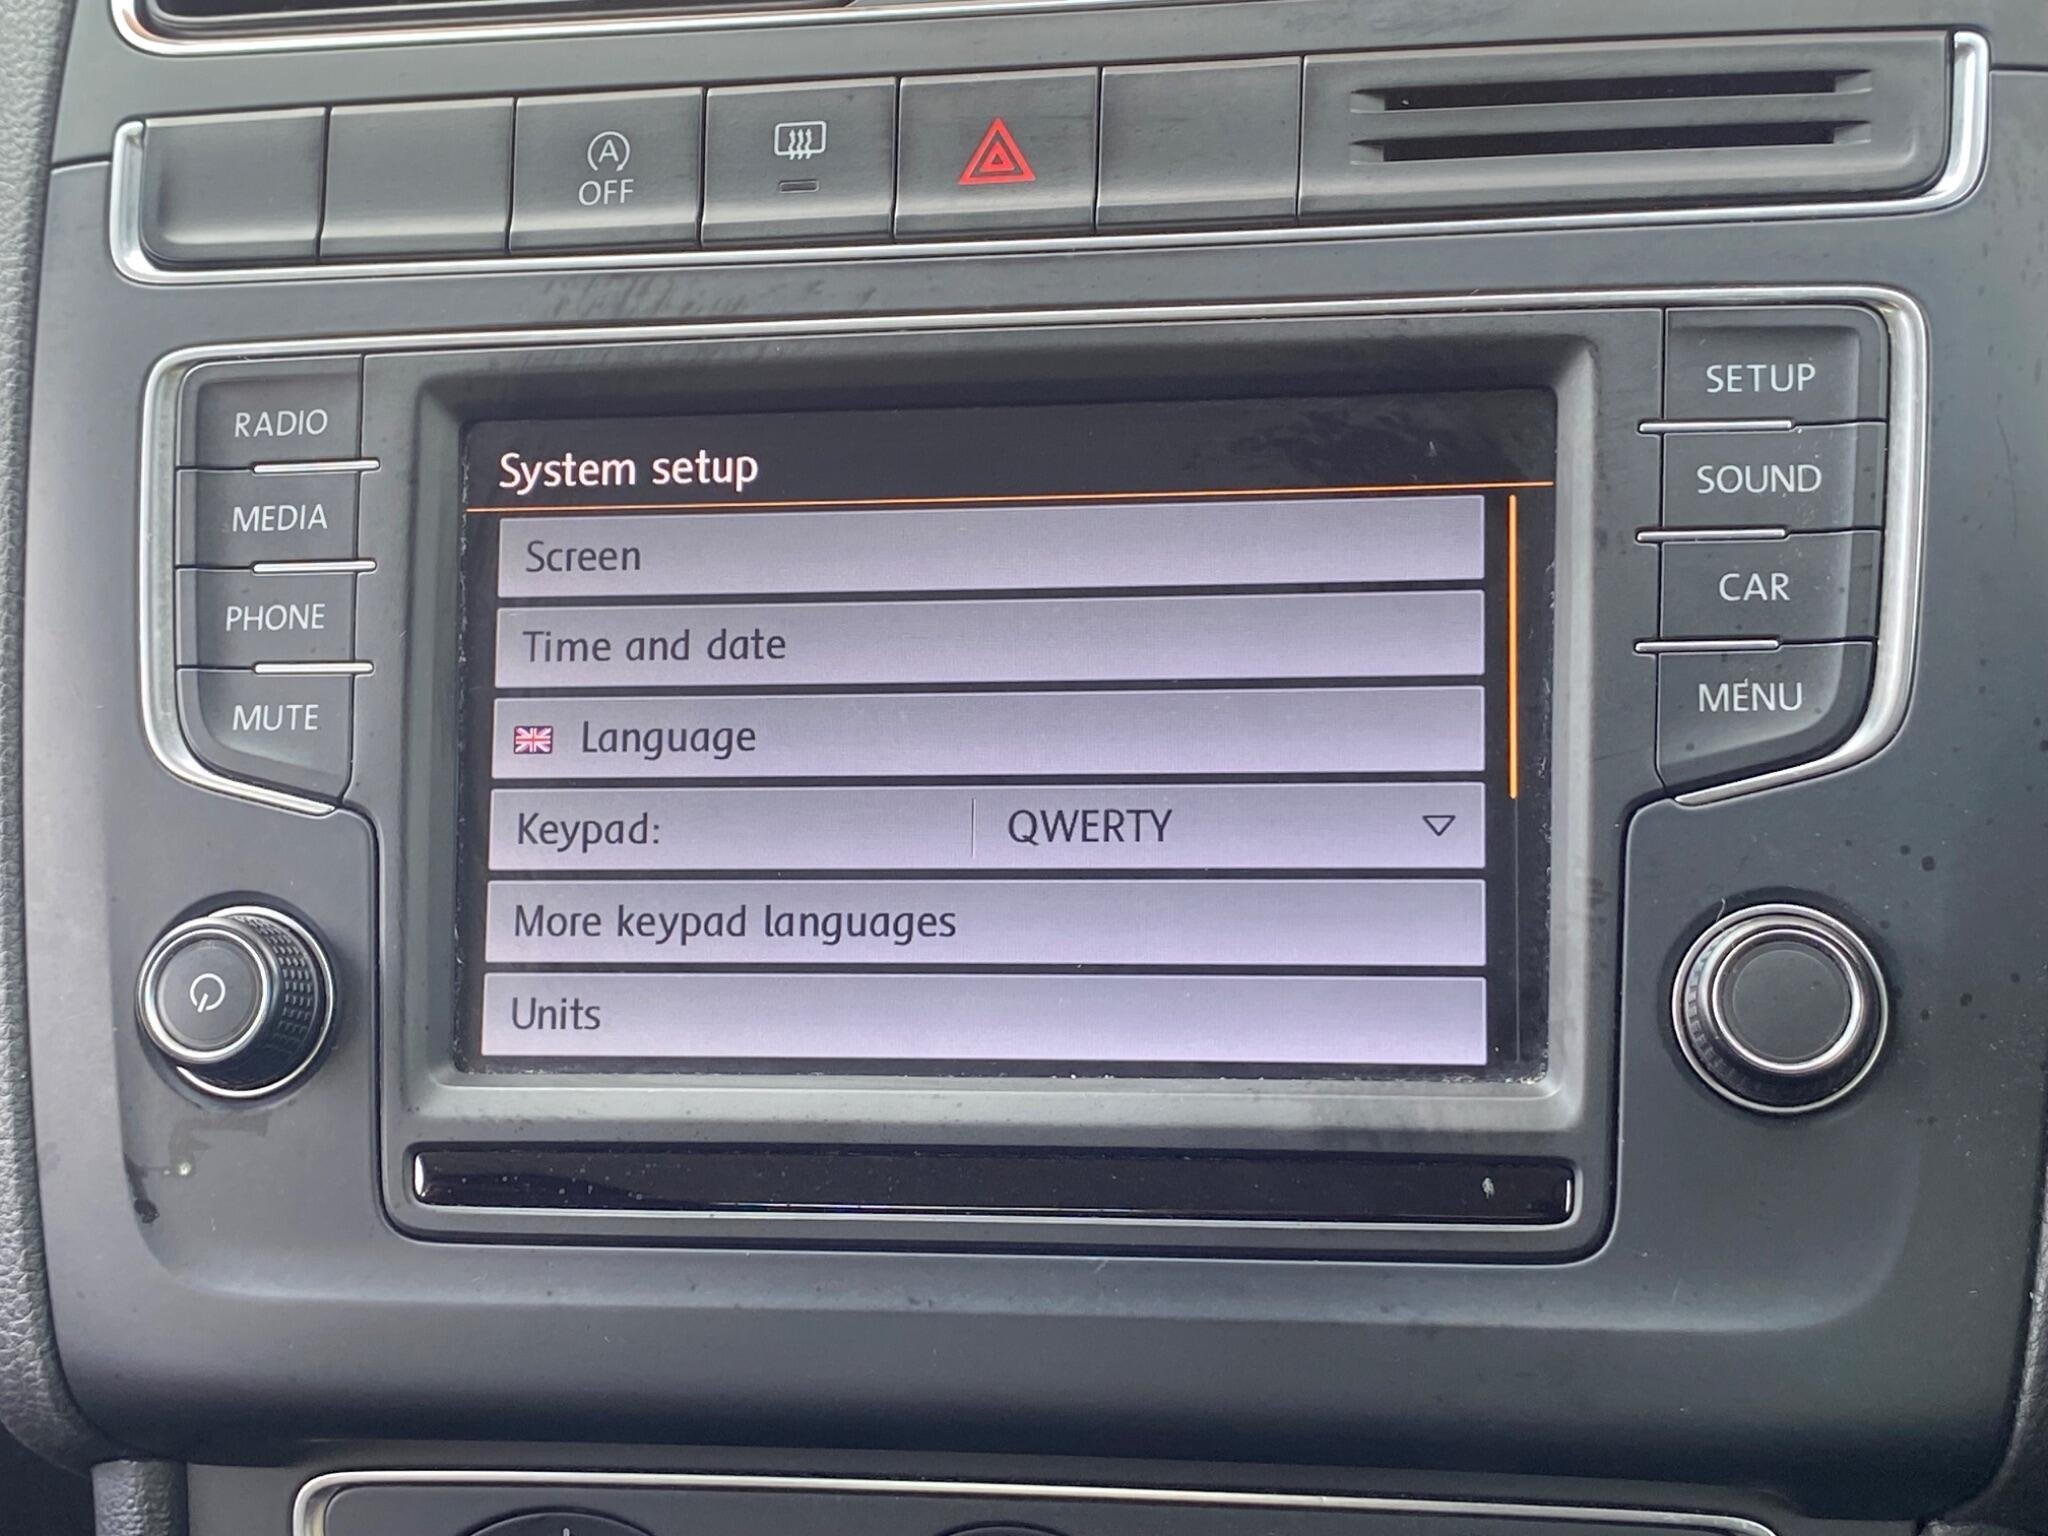 A
OFF
RADIO
MEDIA
PHONE
MUTE
System setup
Screen
Time and date
Language
Keypad: QWERTY
More keypad languages
Units
SETUP
SOUND
CAR
MENU